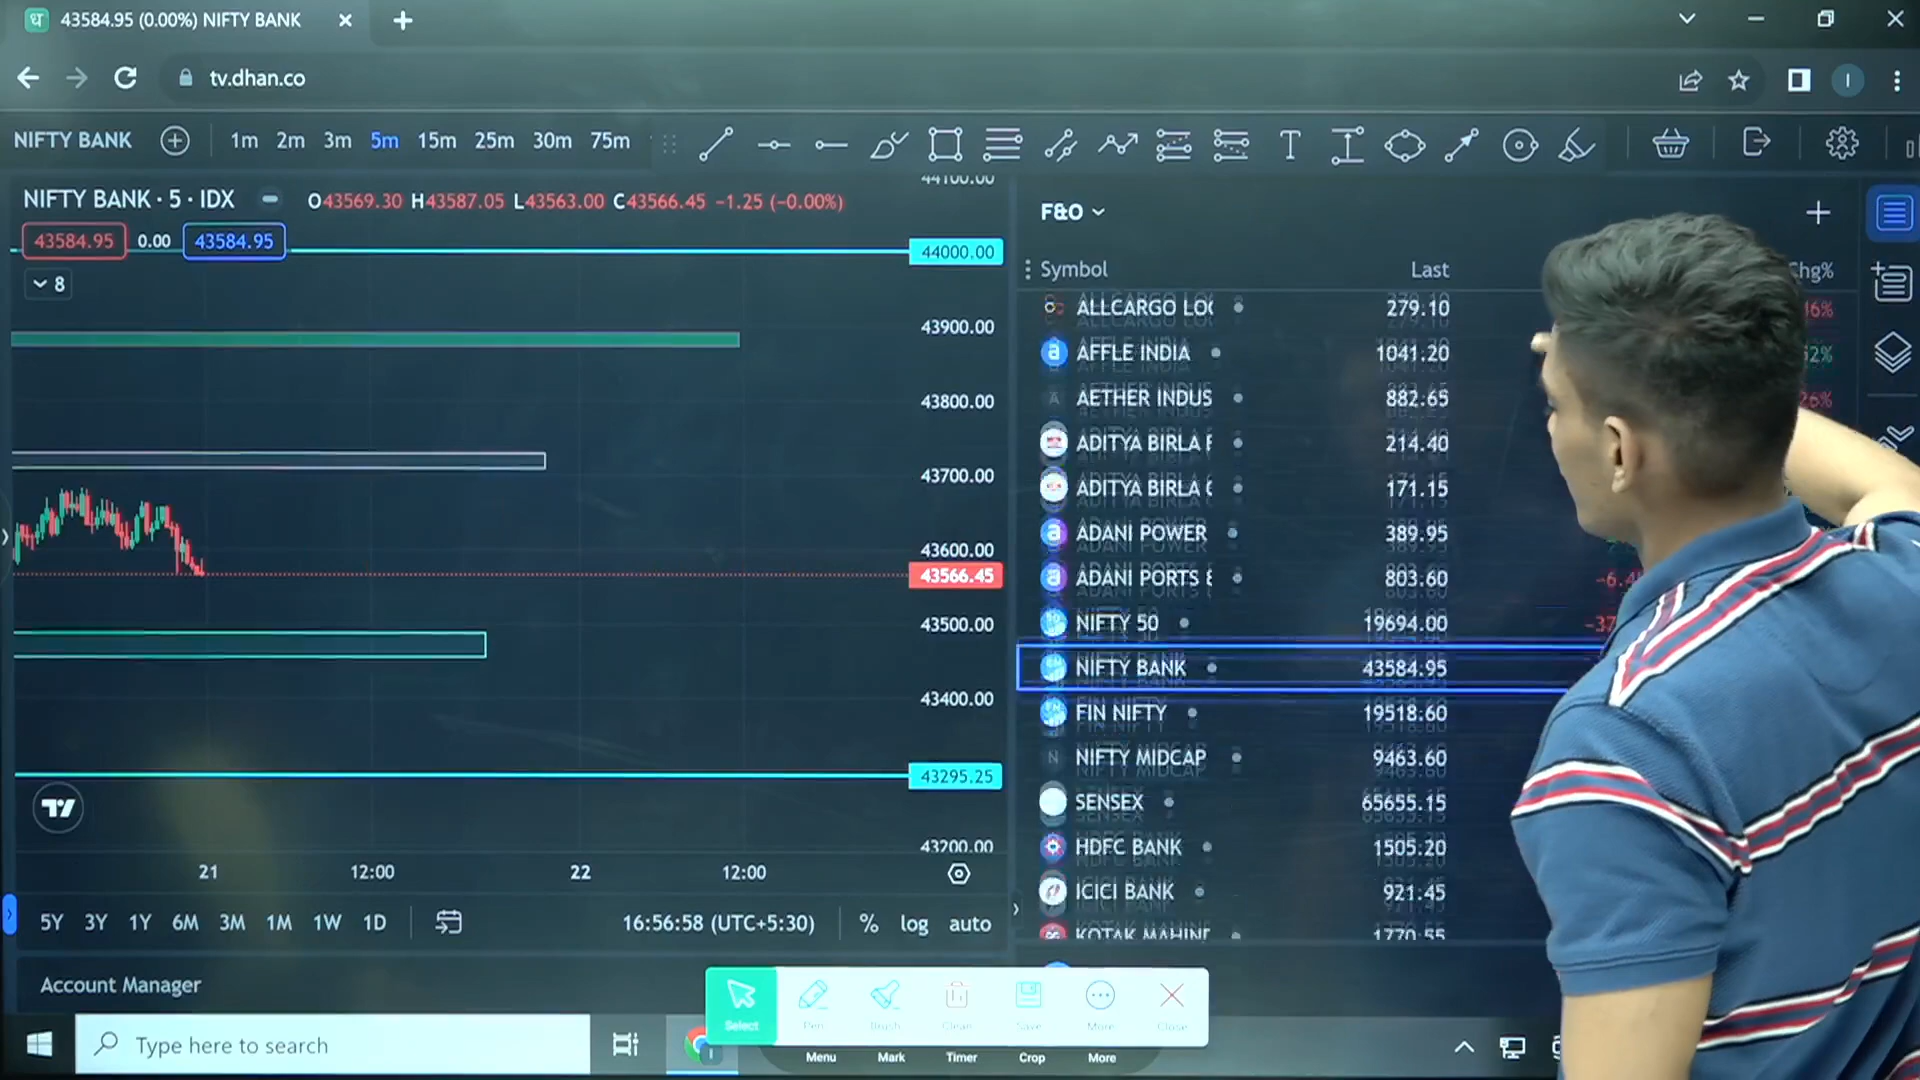 ध 43584.95 (0.00%) NIFTY BANK
tv.dhan.co
I
NIFTY BANK 1m 2m 3m 5m 15m 25m 30m 75m T
NIFTY BANK · 5 · IDX O43569.30 H43587.05 L43563.00 C43566.45 −1.25 (−0.00%)
43584.95 0.00 43584.95
8
44100.00
44000.00
43900.00
43800.00
43700.00
43600.00
43566.45
43500.00
43400.00
43295.25
43200.00
21 12:00 22 12:00
5Y 3Y 1Y 6M 3M 1M 1W 1D 16:56:58 (UTC+5:30) % log auto
Account Manager
F&O
Symbol Last Chg%
ALLCARGO LO 279.10
AFFLE INDIA 1041.20
AETHER INDUS 882.65
ADITYA BIRLA F 214.40
ADITYA BIRLA 171.15
ADANI POWER 389.95
ADANI PORTS & 803.60
NIFTY 50 19694.00
NIFTY BANK 43584.95
FIN NIFTY 19518.60
NIFTY MIDCAP 9463.60
SENSEX 65655.15
HDFC BANK 1505.20
ICICI BANK 921.45
KOTAK MAHIND 1770.55
Select Pen Brush Clean Save More Close
Menu Mark Timer Crop More
Type here to search